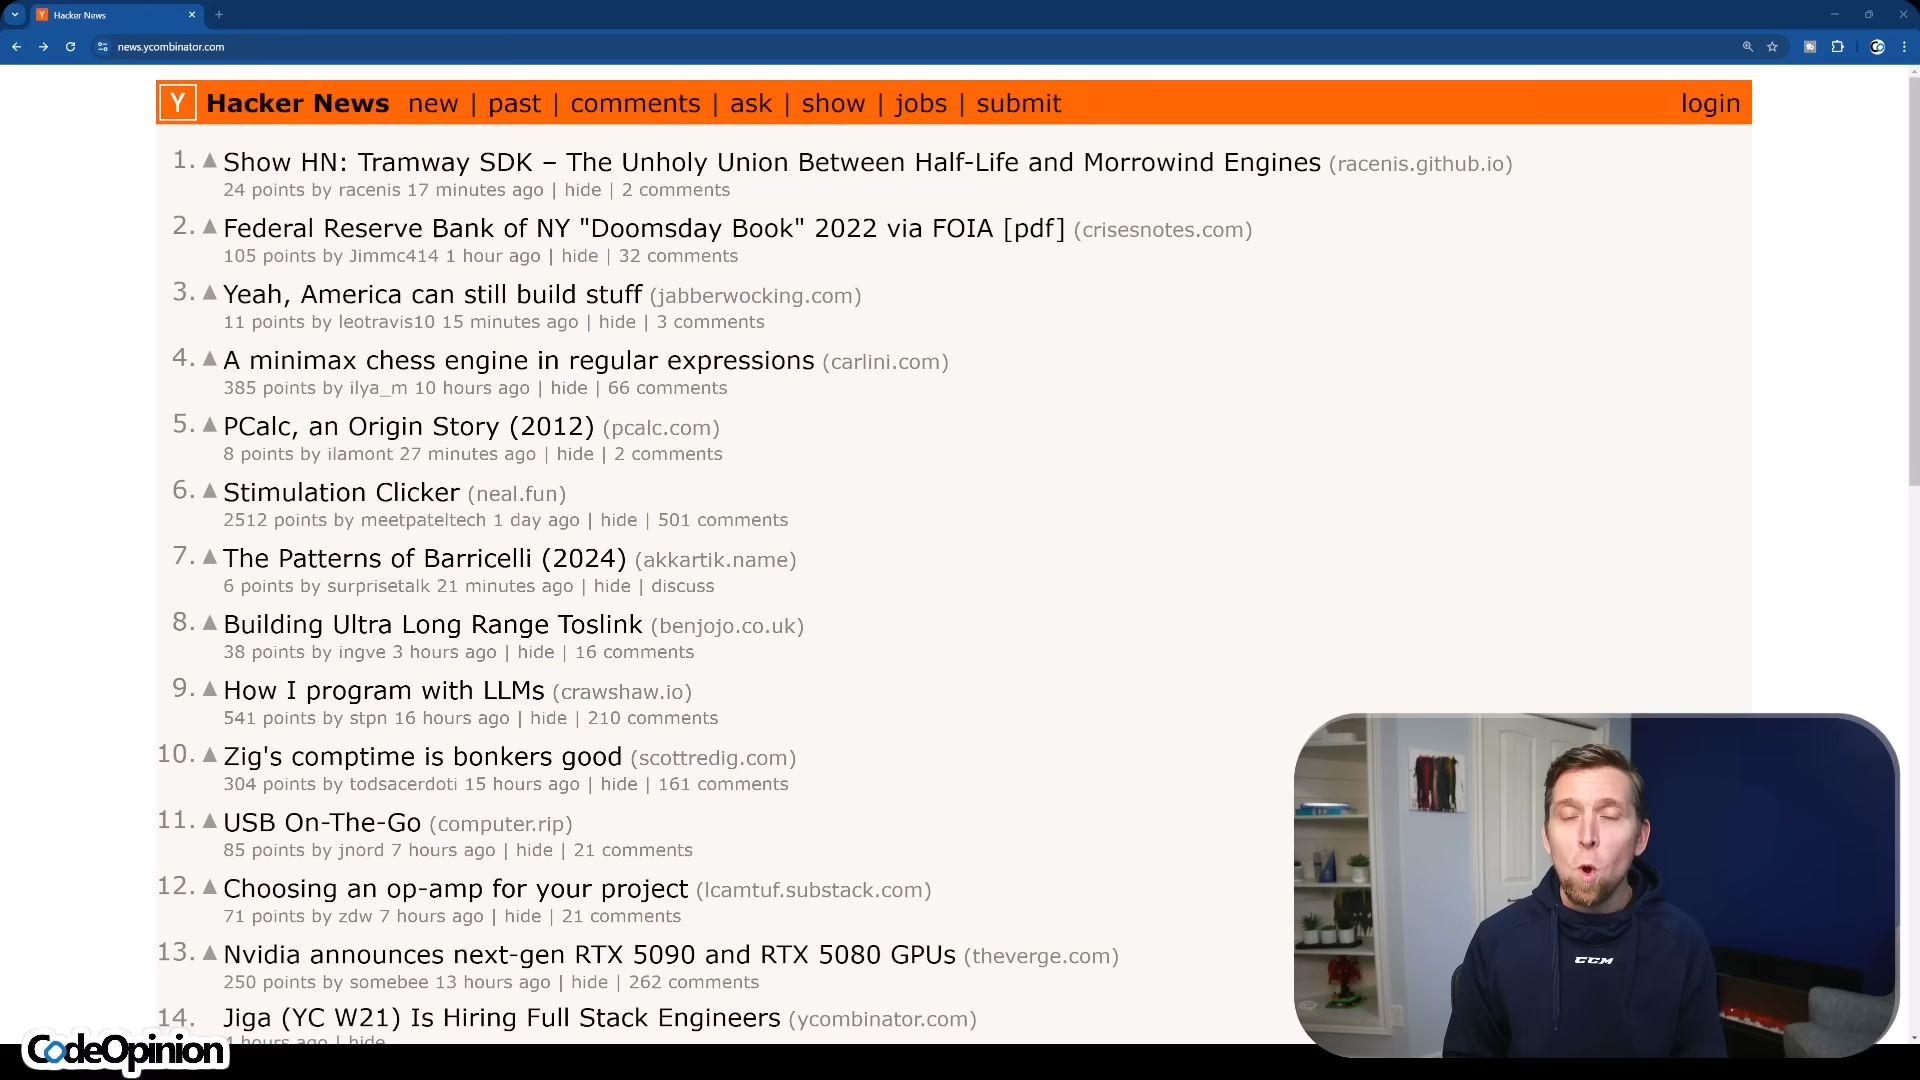 Hacker News
news.ycombinator.com
Y Hacker News new | past | comments | ask | show | jobs | submit login
1. Show HN: Tramway SDK – The Unholy Union Between Half-Life and Morrowind Engines (racenis.github.io)
24 points by racenis 17 minutes ago | hide | 2 comments
2. Federal Reserve Bank of NY "Doomsday Book" 2022 via FOIA [pdf] (crisesnotes.com)
105 points by Jimmc414 1 hour ago | hide | 32 comments
3. Yeah, America can still build stuff (jabberwocking.com)
11 points by leotravis10 15 minutes ago | hide | 3 comments
4. A minimax chess engine in regular expressions (carlini.com)
385 points by ilya_m 10 hours ago | hide | 66 comments
5. PCalc, an Origin Story (2012) (pcalc.com)
8 points by ilamont 27 minutes ago | hide | 2 comments
6. Stimulation Clicker (neal.fun)
2512 points by meetpateltech 1 day ago | hide | 501 comments
7. The Patterns of Barricelli (2024) (akkartik.name)
6 points by surprisetalk 21 minutes ago | hide | discuss
8. Building Ultra Long Range Toslink (benjojo.co.uk)
38 points by ingve 3 hours ago | hide | 16 comments
9. How I program with LLMs (crawshaw.io)
541 points by stpn 16 hours ago | hide | 210 comments
10. Zig's comptime is bonkers good (scottredig.com)
304 points by todsacerdoti 15 hours ago | hide | 161 comments
11. USB On-The-Go (computer.rip)
85 points by jnord 7 hours ago | hide | 21 comments
12. Choosing an op-amp for your project (lcamtuf.substack.com)
71 points by zdw 7 hours ago | hide | 21 comments
13. Nvidia announces next-gen RTX 5090 and RTX 5080 GPUs (theverge.com)
250 points by somebee 13 hours ago | hide | 262 comments
14. Jiga (YC W21) Is Hiring Full Stack Engineers (ycombinator.com)
hours ago | hide
CodeOpinion
CCM